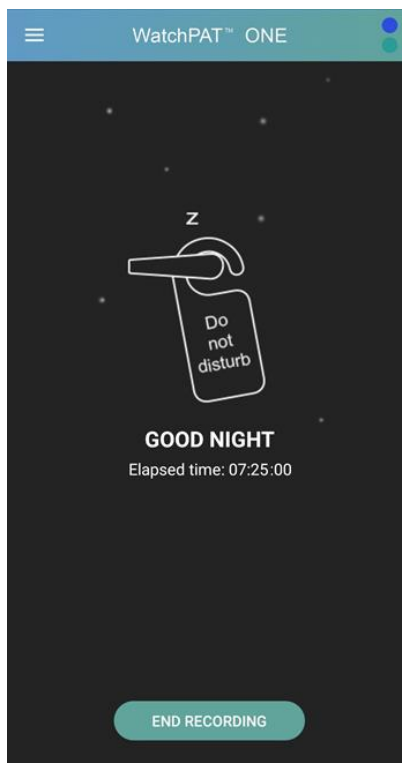 WatchPAT™ ONE
Z
Do
not
disturb
GOOD NIGHT
Elapsed time: 07:25:00
END RECORDING